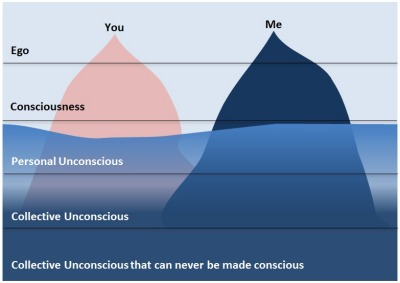 You
Me
Ego
Consciousness
Personal Unconscious
Collective Unconscious
Collective Unconscious that can never be made conscious